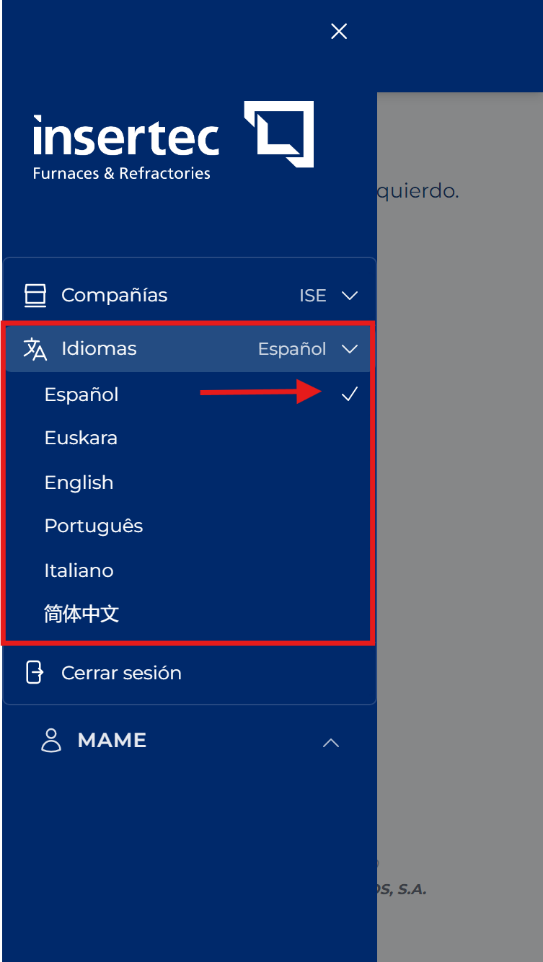 insertec
Furnaces & Refractories
quierdo.
Compañías ISE
Idiomas Español
Español
Euskara
English
Português
Italiano
简体中文
Cerrar sesión
MAME
OS, S.A.